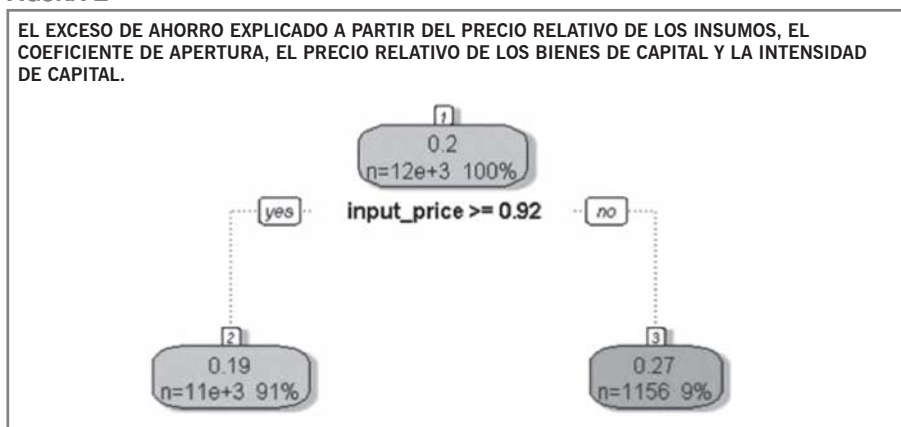 EL EXCESO DE AHORRO EXPLICADO A PARTIR DEL PRECIO RELATIVO DE LOS INSUMOS, EL
COEFICIENTE DE APERTURA, EL PRECIO RELATIVO DE LOS BIENES DE CAPITAL Y LA INTENSIDAD
DE CAPITAL.
1
0.2
n=12e+3 100%
yes
input_price >= 0.92
no
2
0.19
n=11e+3 91%
3
0.27
n=1156 9%